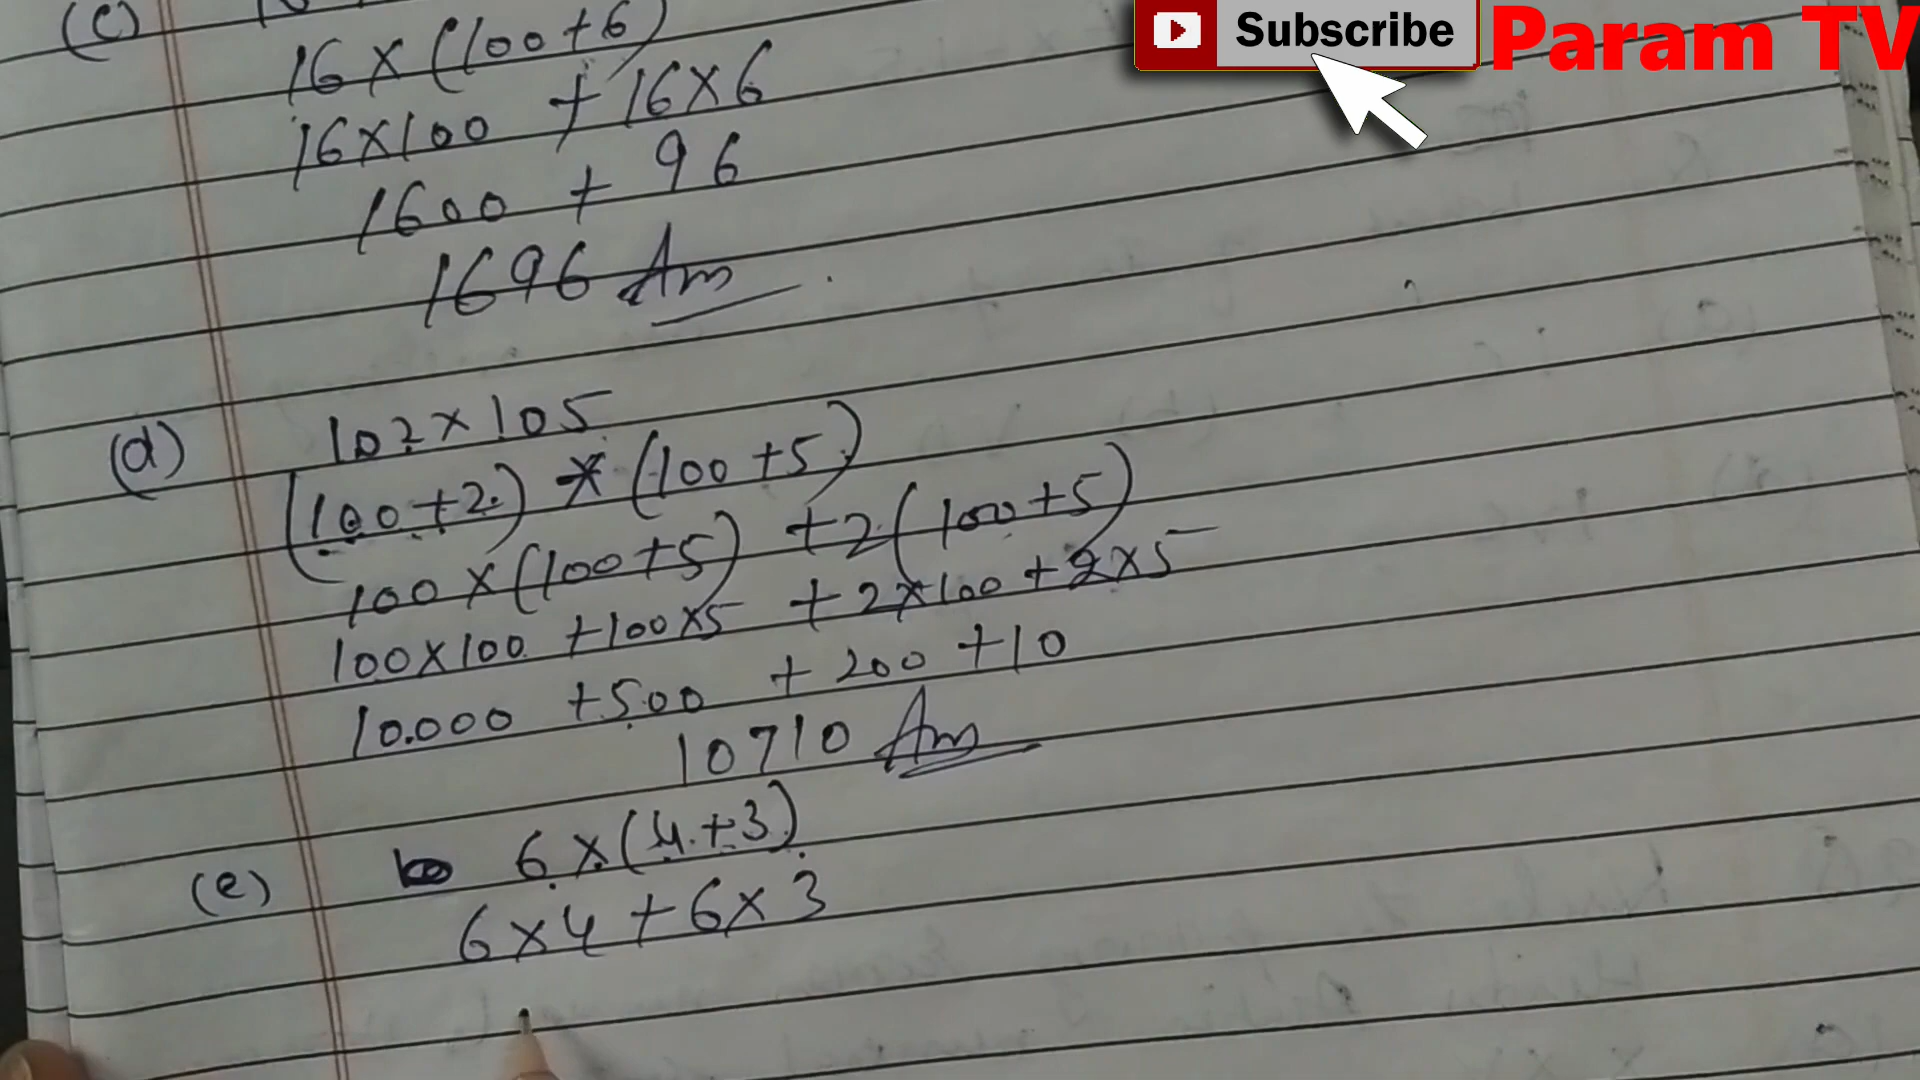 Subscribe Param TV
(c)
16 × (100+6)
16×100 + 16×6
1600 + 96
1696 Ans
(d) 102×105
(100+2) × (100+5)
100 × (100+5) + 2(100+5)
100×100 + 100×5 + 2×100 + 2×5
10.000 + 500 + 200 + 10
10710 Ans
(e) 6×(4+3)
6×4 + 6×3